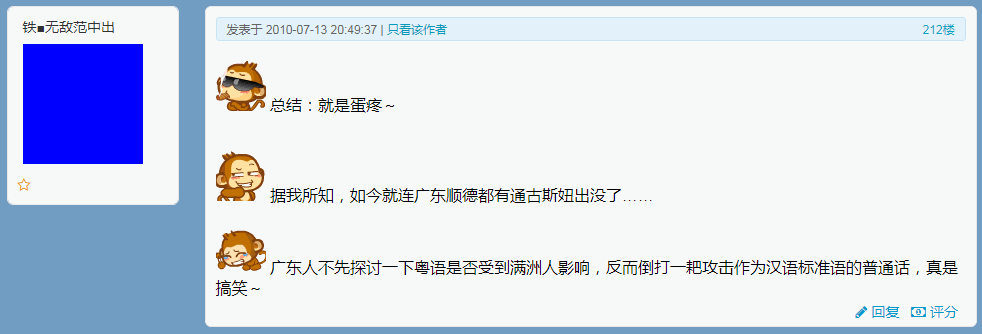 铁■无敌范中出
发表于 2010-07-13 20:49:37 | 只看该作者
212楼
总结：就是蛋疼～
据我所知，如今就连广东顺德都有通古斯妞出没了……
广东人不先探讨一下粤语是否受到满洲人影响，反而倒打一耙攻击作为汉语标准语的普通话，真是
搞笑～
回复 评分